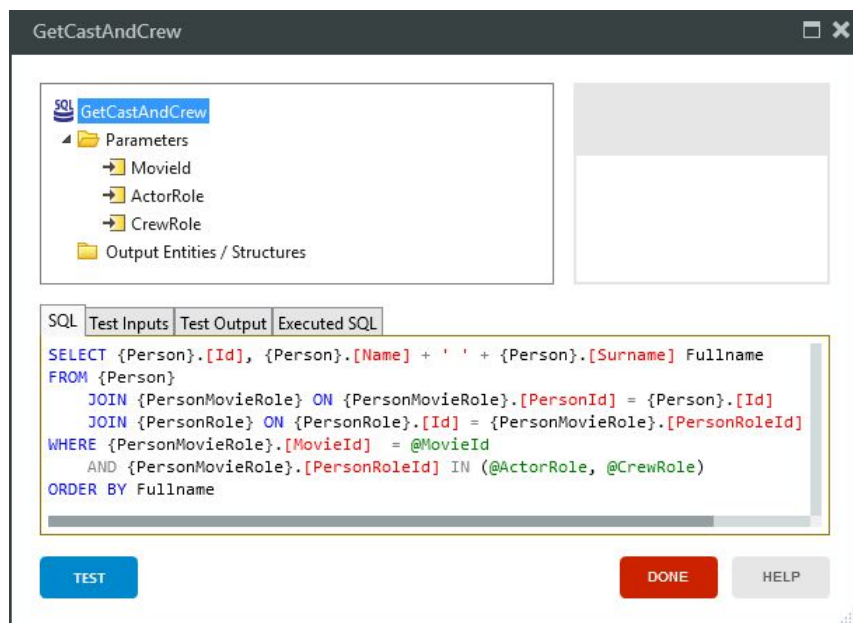 GetCastAndCrew
SQL GetCastAndCrew
Parameters
MovieId
ActorRole
CrewRole
Output Entities / Structures
SQL Test Inputs Test Output Executed SQL
SELECT {Person}.[Id], {Person}.[Name] + ' ' + {Person}.[Surname] Fullname
FROM {Person}
JOIN {PersonMovieRole} ON {PersonMovieRole}.[PersonId] = {Person}.[Id]
JOIN {PersonRole} ON {PersonRole}.[Id] = {PersonMovieRole}.[PersonRoleId]
WHERE {PersonMovieRole}.[MovieId]  = @MovieId
AND {PersonMovieRole}.[PersonRoleId] IN (@ActorRole, @CrewRole)
ORDER BY Fullname
TEST DONE HELP